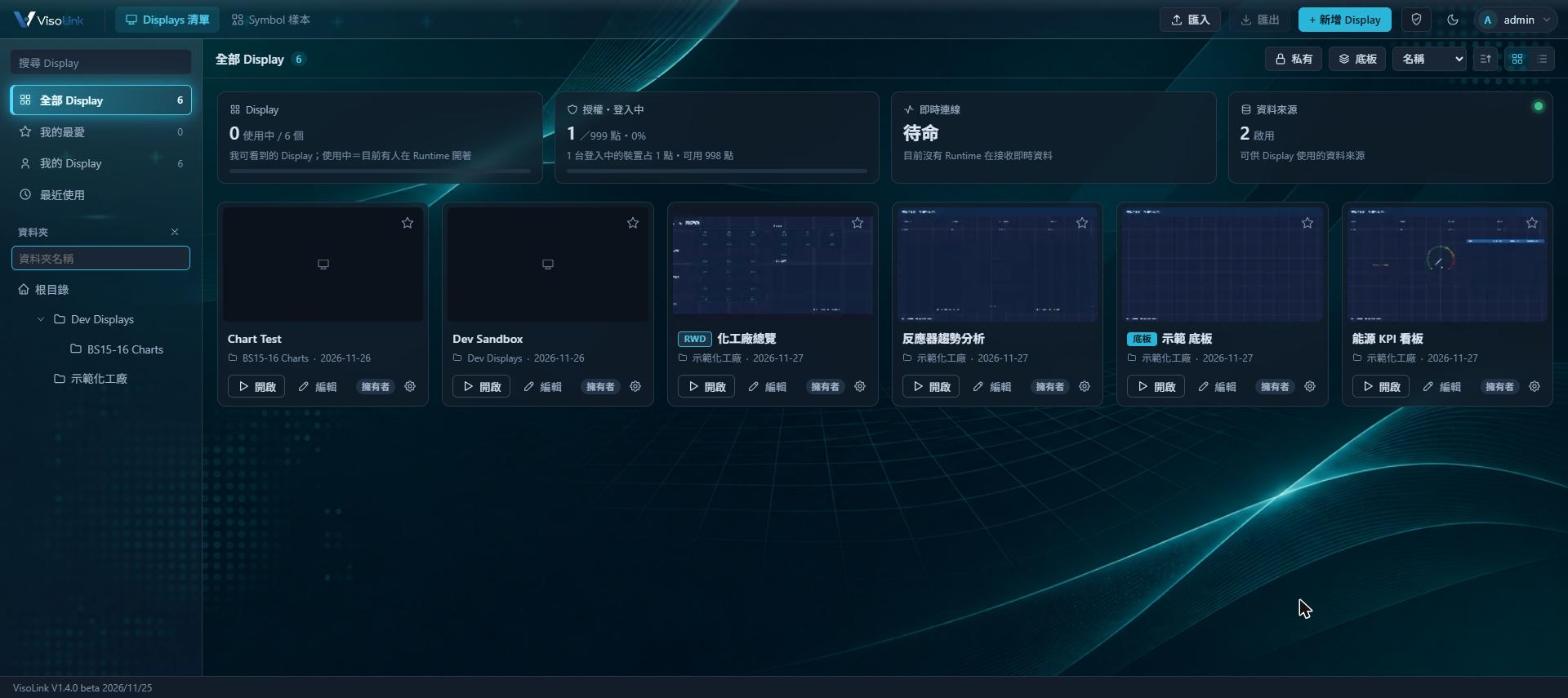 VisoLink
Displays 清單
Symbol 樣本
匯入
匯出
+ 新增 Display
A
admin
搜尋 Display
全部 Display 6
我的最愛 0
我的 Display 6
最近使用
資料夾
資料夾名稱
根目錄
Dev Displays
BS15-16 Charts
示範化工廠
全部 Display 6
私有
底板
名稱
Display
0 使用中 / 6 個
我可看到的 Display；使用中＝目前有人在 Runtime 開著
授權・登入中
1 ／999 點・0%
1 台登入中的裝置占 1 點・可用 998 點
即時連線
待命
目前沒有 Runtime 在接收即時資料
資料來源
2 啟用
可供 Display 使用的資料來源
Chart Test
BS15-16 Charts · 2026-11-26
開啟 編輯 擁有者
Dev Sandbox
Dev Displays · 2026-11-26
開啟 編輯 擁有者
RWD 化工廠總覽
示範化工廠 · 2026-11-27
開啟 編輯 擁有者
反應器趨勢分析
示範化工廠 · 2026-11-27
開啟 編輯 擁有者
底板 示範 底板
示範化工廠 · 2026-11-27
開啟 編輯 擁有者
能源 KPI 看板
示範化工廠 · 2026-11-27
開啟 編輯 擁有者
VisoLink V1.4.0 beta 2026/11/25